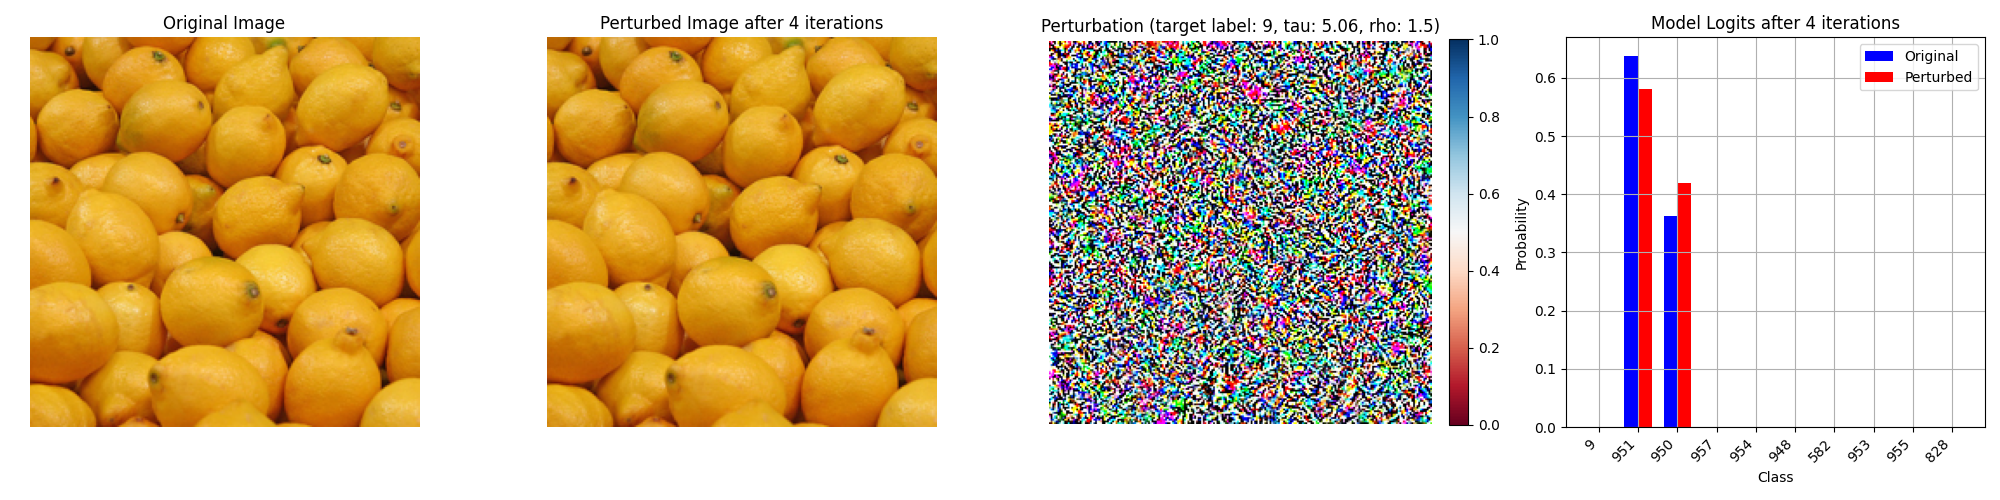 Original Image
Perturbed Image after 4 iterations
Perturbation (target label: 9, tau: 5.06, rho: 1.5)
1.0
0.8
0.6
0.4
0.2
0.0
Model Logits after 4 iterations
Original
Perturbed
Probability
0.6
0.5
0.4
0.3
0.2
0.1
0.0
9
951
950
957
954
948
582
953
955
828
Class